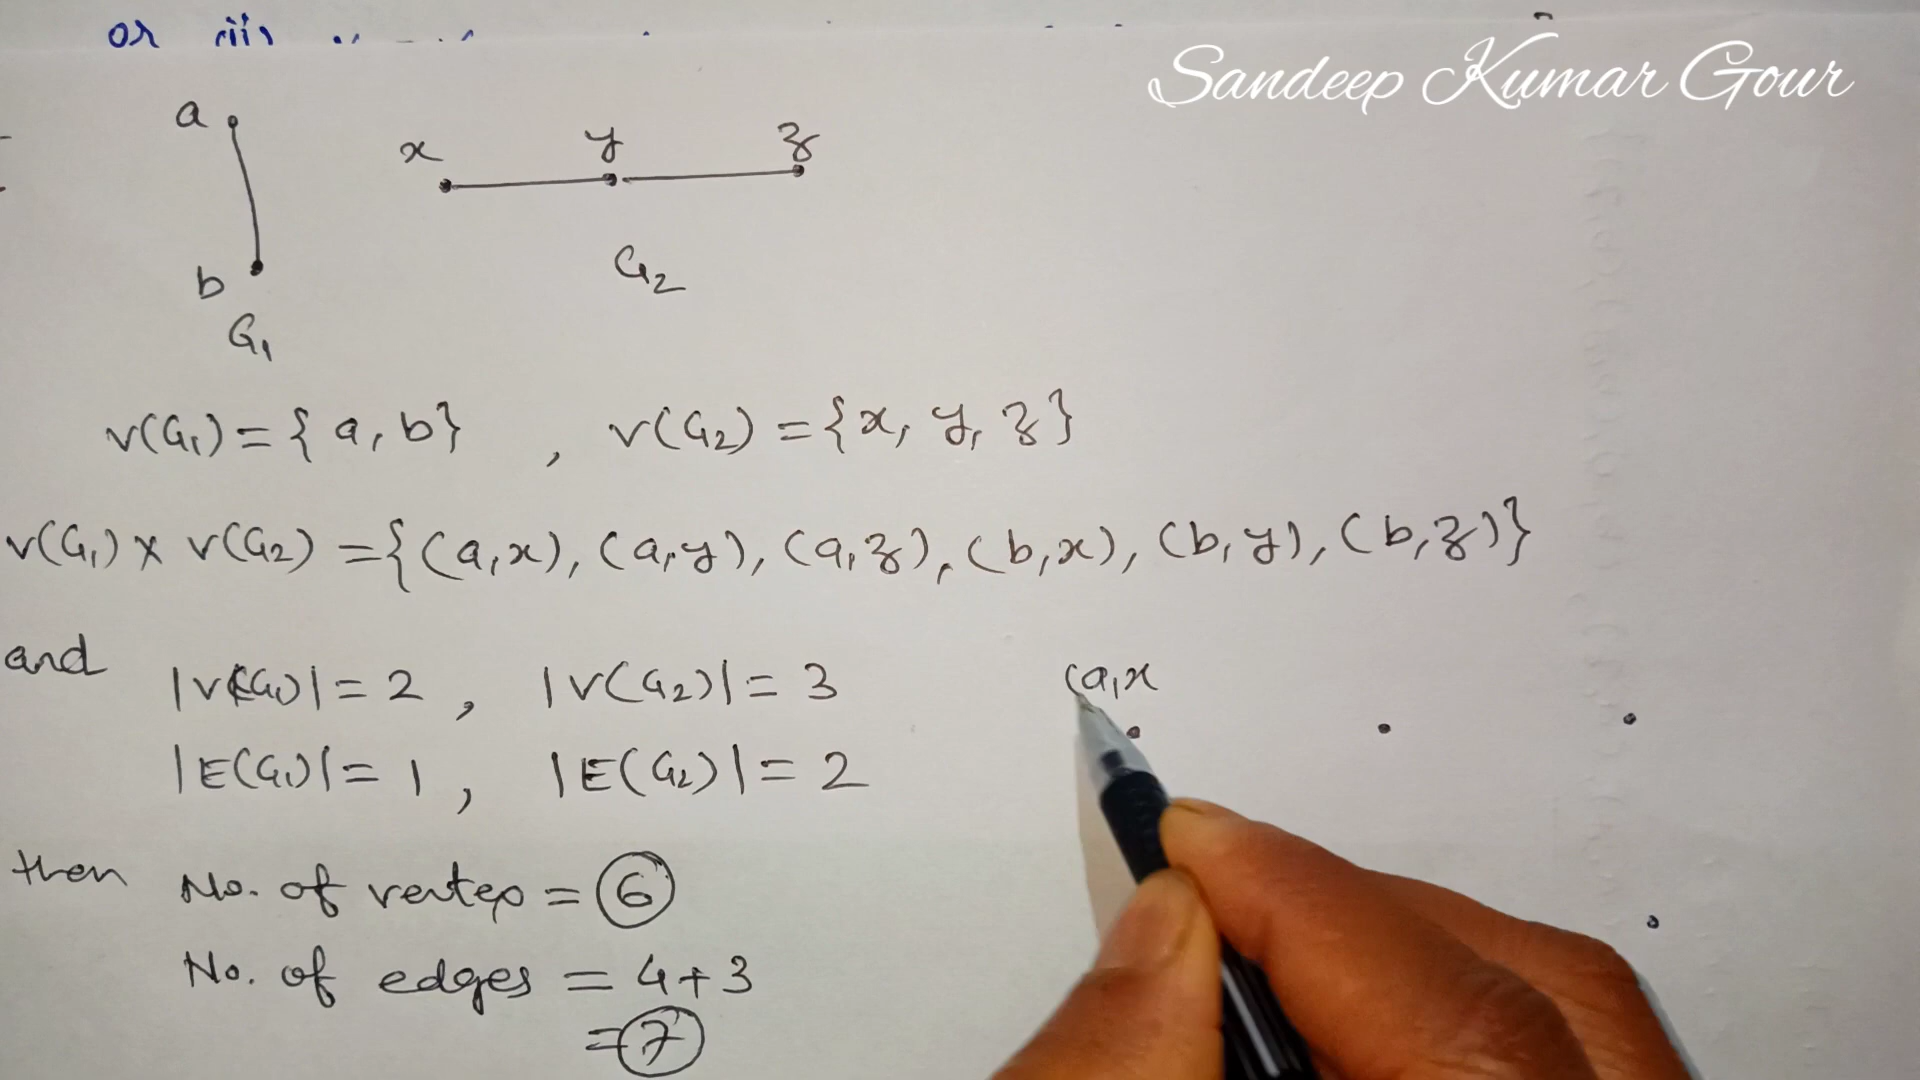 or
Sandeep Kumar Gour
a
x y z
b
G₂
G₁
V(G₁) = { a, b } , V(G₂) = { x, y, z }
V(G₁) × V(G₂) = { (a,x), (a,y), (a,z), (b,x), (b,y), (b,z) }
and |V(G₁)| = 2 , |V(G₂)| = 3
(a,x
|E(G₁)| = 1 , |E(G₂)| = 2
then No. of vertex = 6
No. of edges = 4+3
= 7